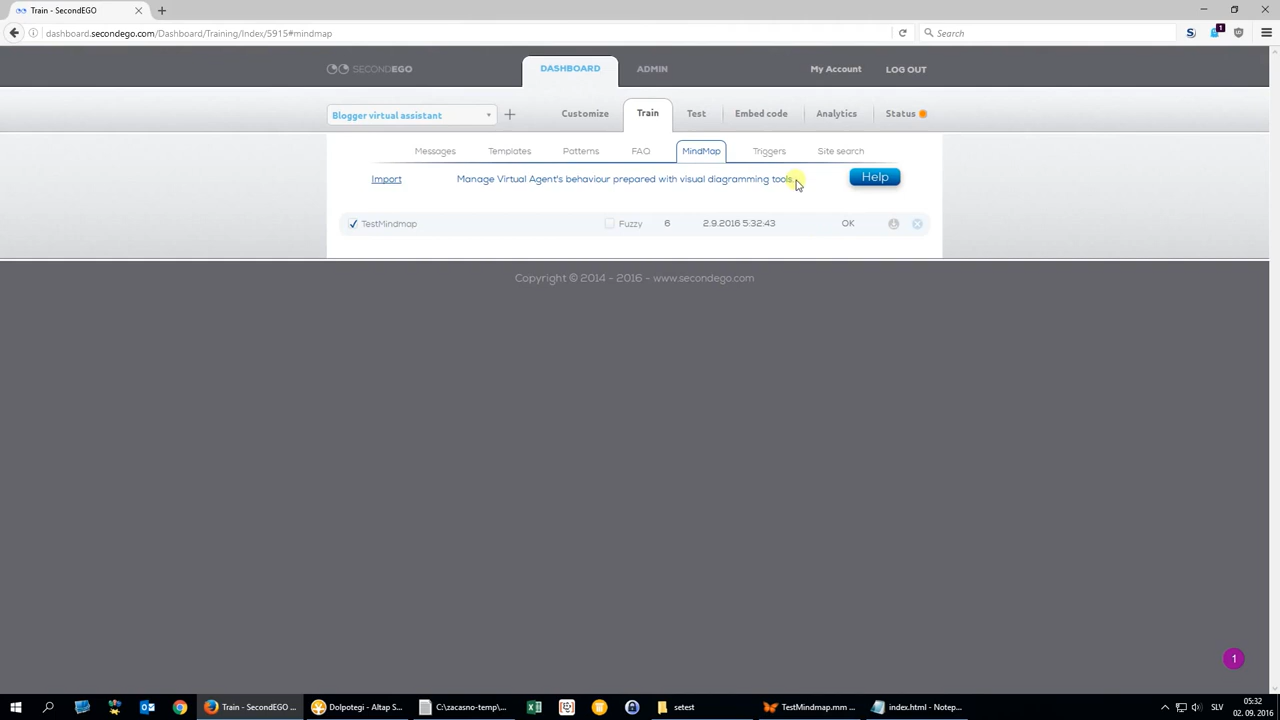 Train - SecondEGO
dashboard.secondego.com/Dashboard/Training/Index/5915#mindmap
Search
1
SECONDEGO
DASHBOARD
ADMIN
My Account
LOG OUT
Blogger virtual assistant
Customize
Train
Test
Embed code
Analytics
Status
Messages
Templates
Patterns
FAQ
MindMap
Triggers
Site search
Import
Manage Virtual Agent's behaviour prepared with visual diagramming tools.
Help
TestMindmap
Fuzzy
6
2.9.2016 5:32:43
OK
Copyright © 2014 - 2016 - www.secondego.com
1
Train - SecondEGO ...
Dolpotegi - Altap S...
C:\zacasno-temp\...
setest
TestMindmap.mm ...
index.html - Notep...
SLV
05:32
02. 09. 2016